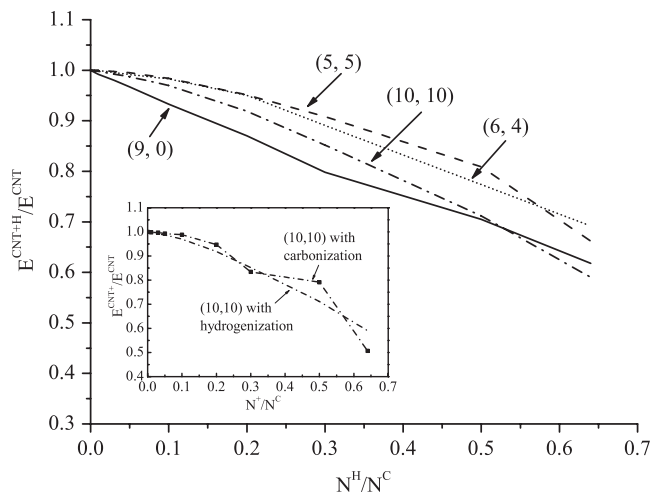 1.1
1.0
0.9
0.8
0.7
0.6
0.5
0.4
0.3
E^CNT+H/E^CNT
(5, 5)
(10, 10)
(6, 4)
(9, 0)
1.1
1.0
0.9
0.8
0.7
0.6
0.5
0.4
E^CNT+/E^CNT
(10,10) with
carbonization
(10,10) with
hydrogenization
0.0 0.1 0.2 0.3 0.4 0.5 0.6 0.7
N^+/N^C
0.0 0.1 0.2 0.3 0.4 0.5 0.6 0.7
N^H/N^C